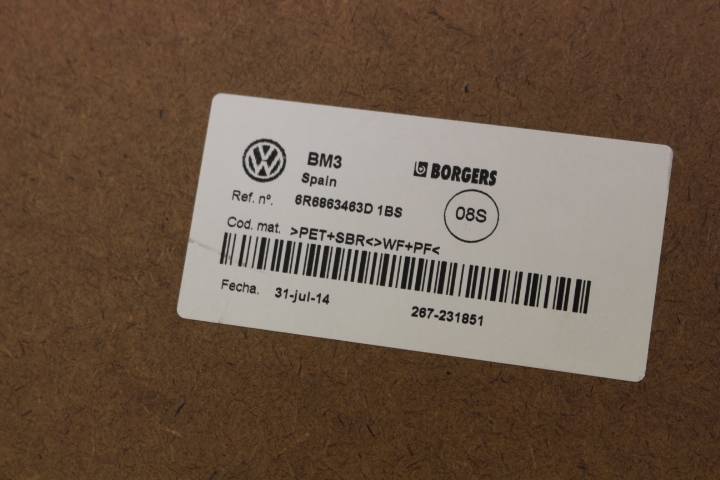 BM3
BORGERS
Spain
Ref. nº. 6R6863463D 1BS
08S
Cod. mat. >PET+SBR<>WF+PF<
Fecha. 31-jul-14
267-231851